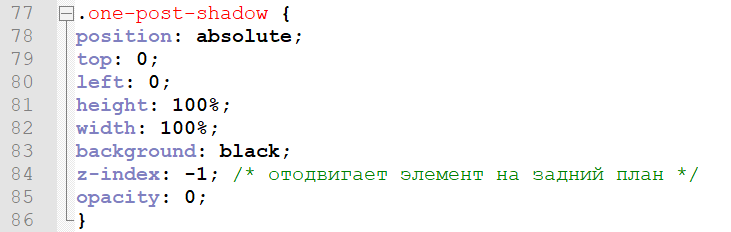 77 .one-post-shadow {
78 position: absolute;
79 top: 0;
80 left: 0;
81 height: 100%;
82 width: 100%;
83 background: black;
84 z-index: -1; /* отодвигает элемент на задний план */
85 opacity: 0;
86 }